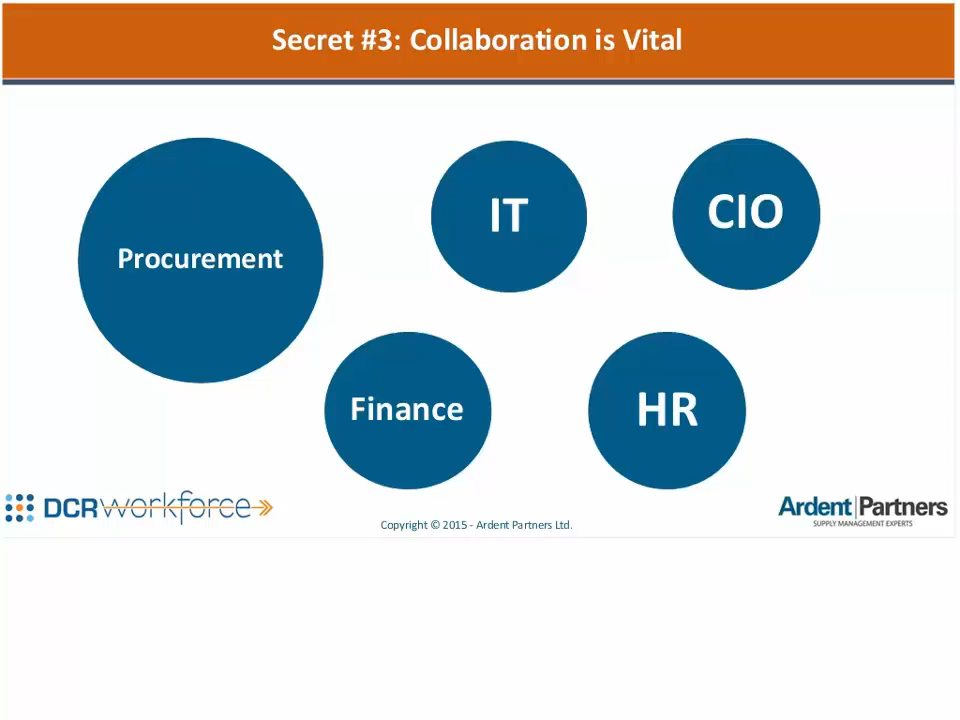 Secret #3: Collaboration is Vital
Procurement
IT
CIO
Finance
HR
DCRworkforce
Copyright © 2015 - Ardent Partners Ltd.
Ardent|Partners
SUPPLY MANAGEMENT EXPERTS